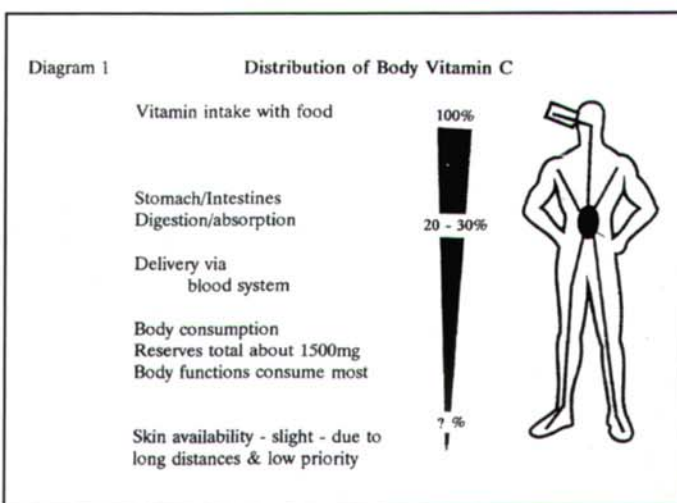 Diagram 1
Distribution of Body Vitamin C
Vitamin intake with food
100%
Stomach/Intestines
Digestion/absorption
20 - 30%
Delivery via
blood system
Body consumption
Reserves total about 1500mg
Body functions consume most
? %
Skin availability - slight - due to
long distances & low priority